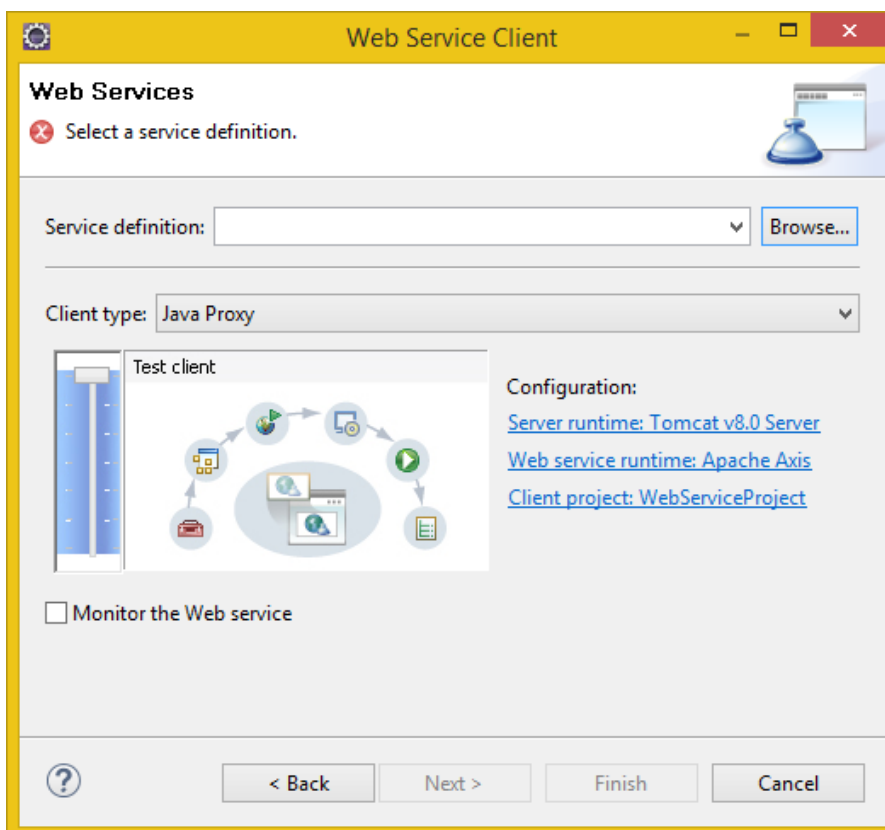 Web Service Client
Web Services
Select a service definition.
Service definition:
Browse...
Client type: Java Proxy
Test client
Configuration:
Server runtime: Tomcat v8.0 Server
Web service runtime: Apache Axis
Client project: WebServiceProject
Monitor the Web service
< Back Next > Finish Cancel